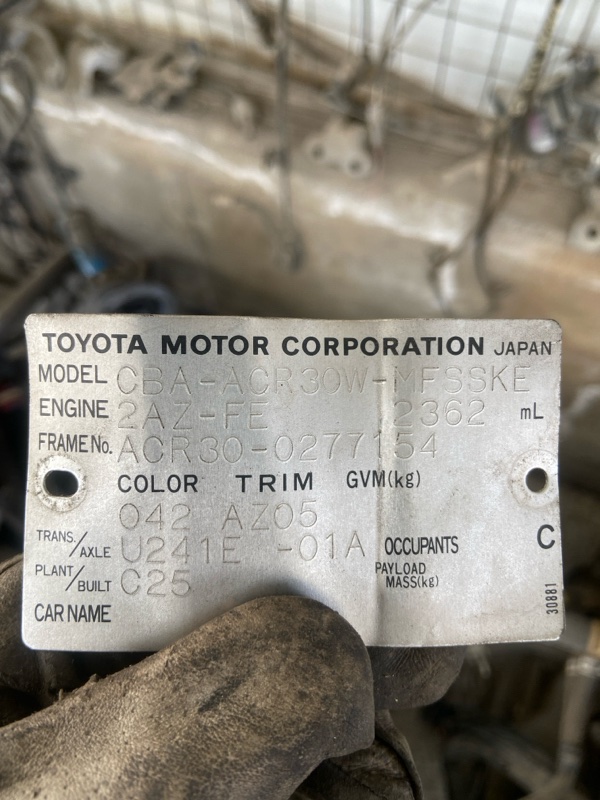 TOYOTA MOTOR CORPORATION JAPAN
MODEL CBA-ACR30W-MFSSKE
ENGINE 2AZ-FE 2362 mL
FRAME No. ACR30-0277154
COLOR TRIM GVM(kg)
042 AZ05
TRANS./AXLE U241E -01A OCCUPANTS C
PLANT/BUILT C25 PAYLOAD MASS(kg)
CAR NAME
30881